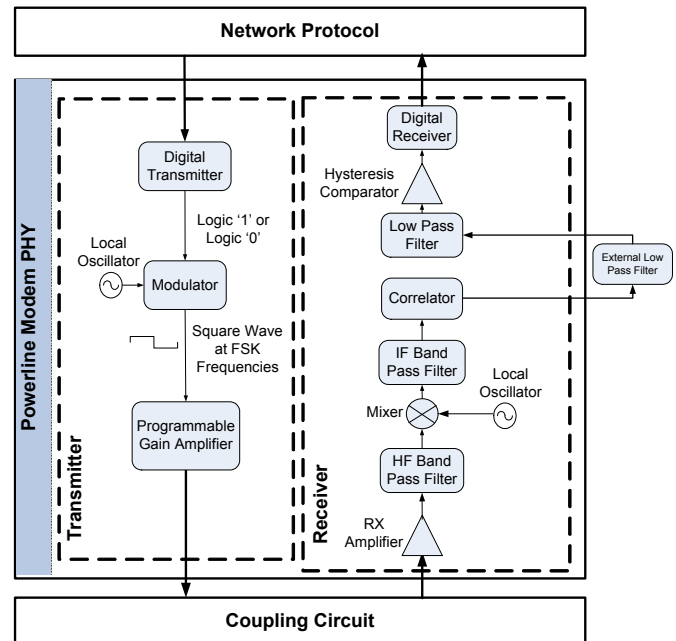 Network Protocol
Powerline Modem PHY
Transmitter
Digital
Transmitter
Logic ‘1’ or
Logic ‘0’
Local
Oscillator
Modulator
Square Wave
at FSK
Frequencies
Programmable
Gain Amplifier
Receiver
Digital
Receiver
Hysteresis
Comparator
Low Pass
Filter
External Low
Pass Filter
Correlator
IF Band
Pass Filter
Local
Oscillator
Mixer
HF Band
Pass Filter
RX
Amplifier
Coupling Circuit